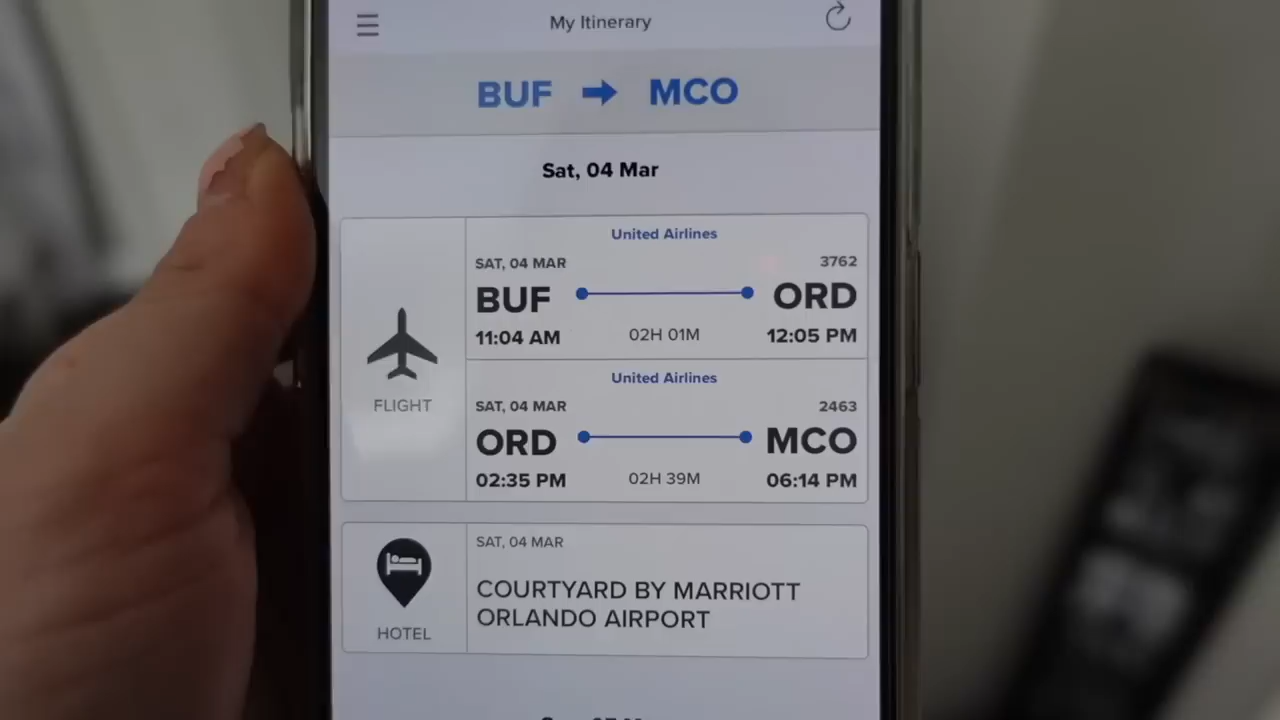 My Itinerary
BUF → MCO
Sat, 04 Mar
United Airlines
SAT, 04 MAR 3762
BUF ORD
11:04 AM 02H 01M 12:05 PM
FLIGHT
United Airlines
SAT, 04 MAR 2463
ORD MCO
02:35 PM 02H 39M 06:14 PM
SAT, 04 MAR
COURTYARD BY MARRIOTT
ORLANDO AIRPORT
HOTEL